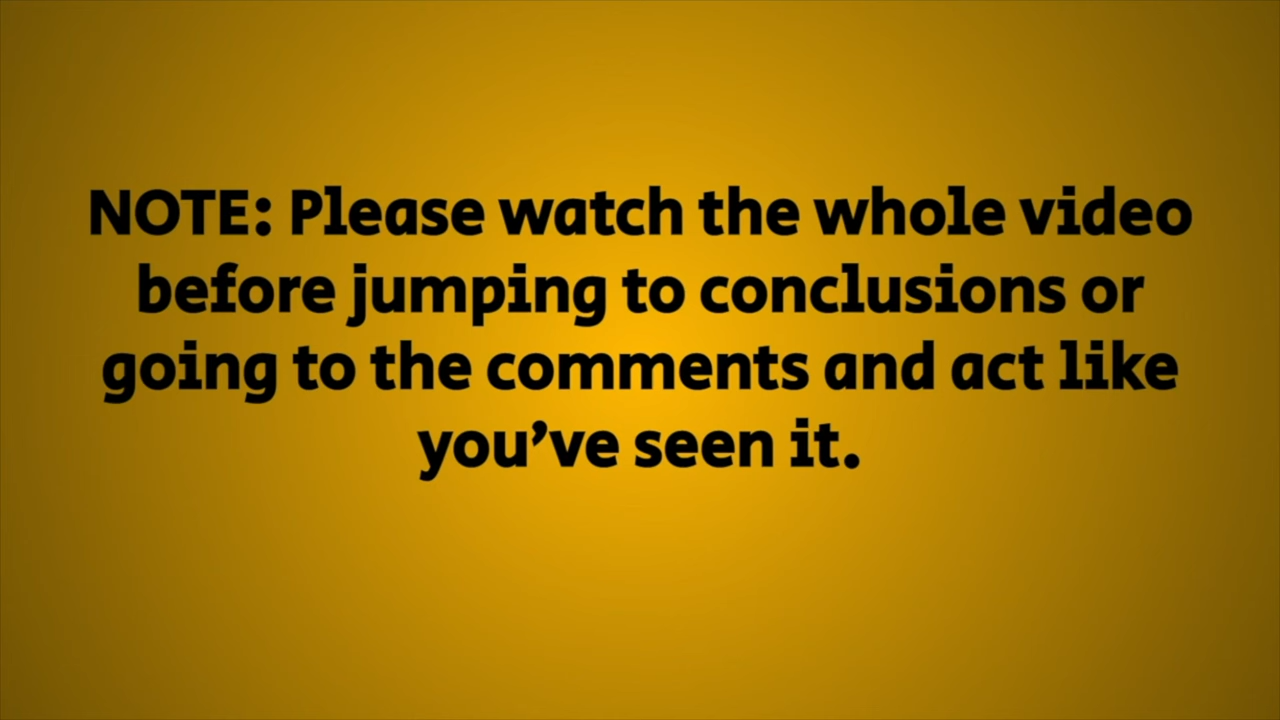 NOTE: Please watch the whole video
before jumping to conclusions or
going to the comments and act like
you’ve seen it.